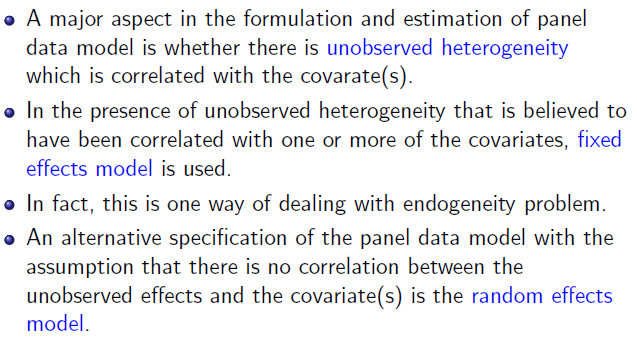 A major aspect in the formulation and estimation of panel
data model is whether there is unobserved heterogeneity
which is correlated with the covarate(s).
In the presence of unobserved heterogeneity that is believed to
have been correlated with one or more of the covariates, fixed
effects model is used.
In fact, this is one way of dealing with endogeneity problem.
An alternative specification of the panel data model with the
assumption that there is no correlation between the
unobserved effects and the covariate(s) is the random effects
model.